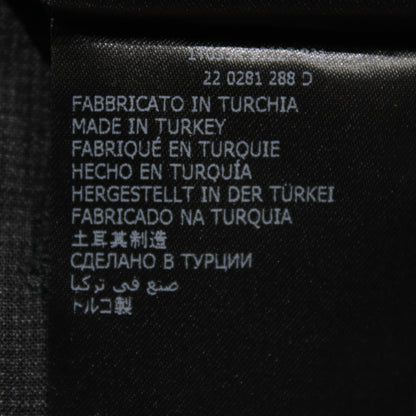 22 0281 288 D
FABBRICATO IN TURCHIA
MADE IN TURKEY
FABRIQUÉ EN TURQUIE
HECHO EN TURQUÍA
HERGESTELLT IN DER TÜRKEI
FABRICADO NA TURQUIA
土耳其制造
СДЕЛАНО В ТУРЦИИ
صنع في تركيا
トルコ製